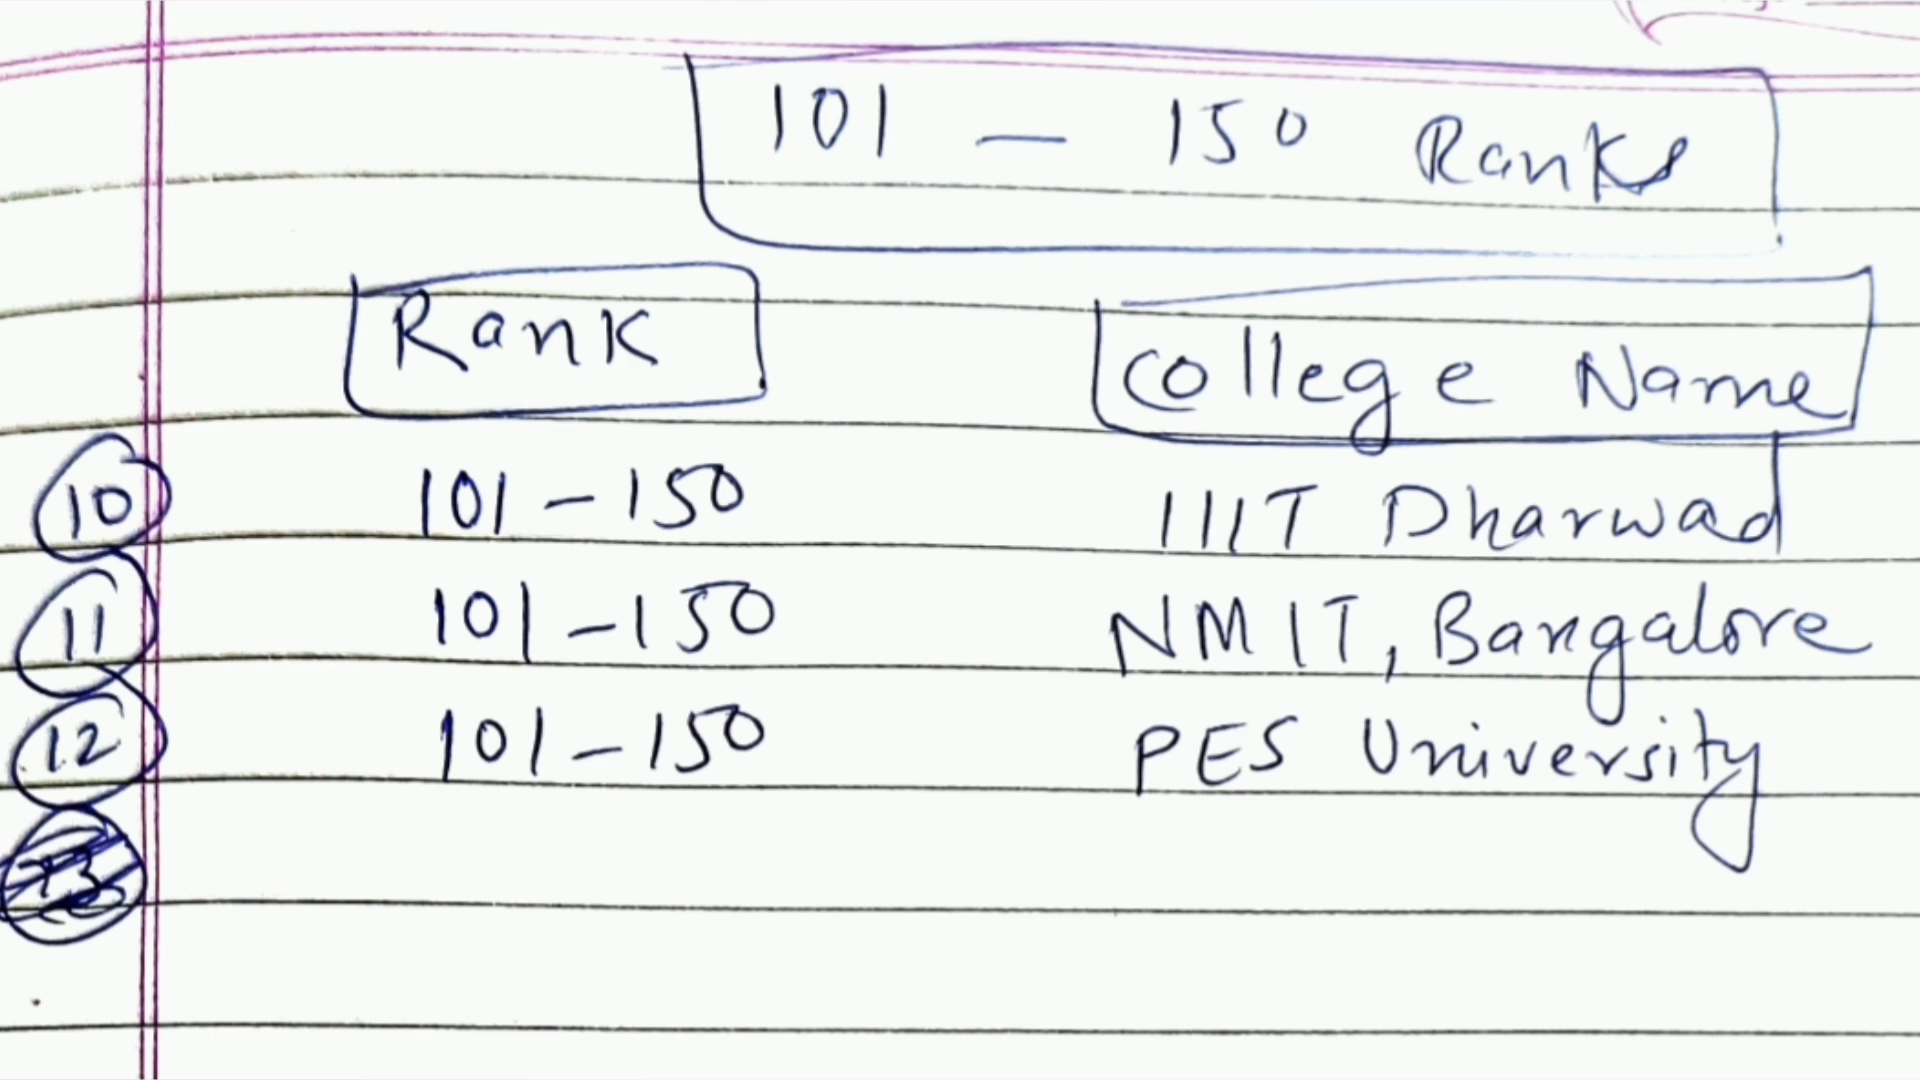 101 - 150 Ranks
Rank College Name
10 101-150 IIIT Dharwad
11 101-150 NMIT, Bangalore
12 101-150 PES University